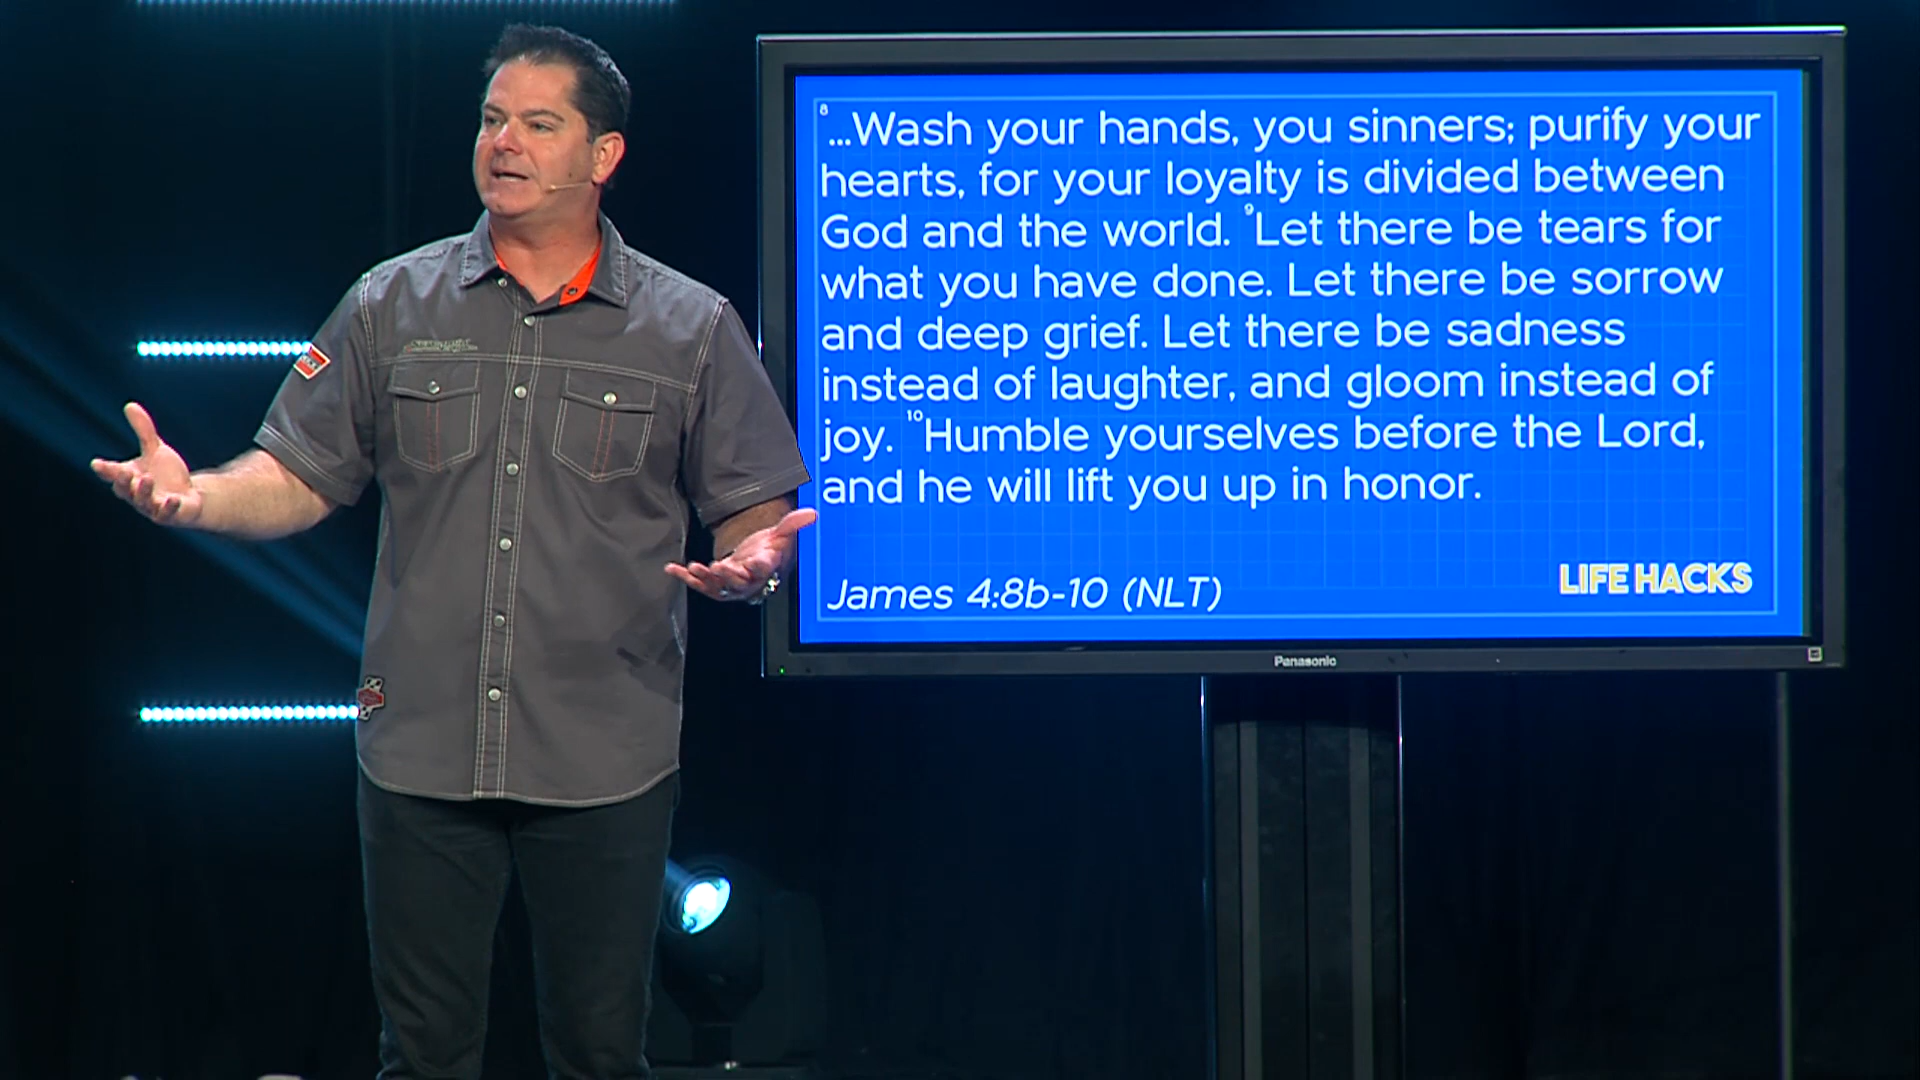 ⁸...Wash your hands, you sinners; purify your
hearts, for your loyalty is divided between
God and the world. ⁹Let there be tears for
what you have done. Let there be sorrow
and deep grief. Let there be sadness
instead of laughter, and gloom instead of
joy. ¹⁰Humble yourselves before the Lord,
and he will lift you up in honor.
James 4:8b-10 (NLT)
LIFE HACKS
Panasonic